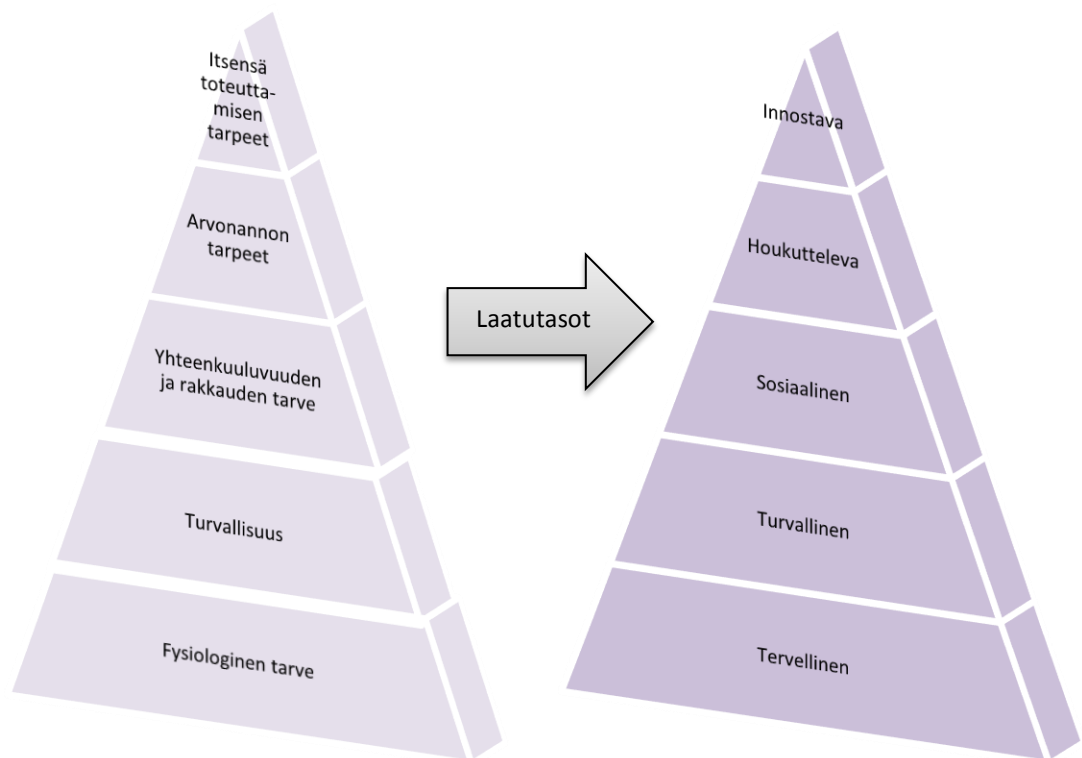 Itsensä
toteutta-
misen
tarpeet
Arvonannon
tarpeet
Yhteenkuuluvuuden
ja rakkauden tarve
Turvallisuus
Fysiologinen tarve
Laatutasot
Innostava
Houkutteleva
Sosiaalinen
Turvallinen
Tervellinen